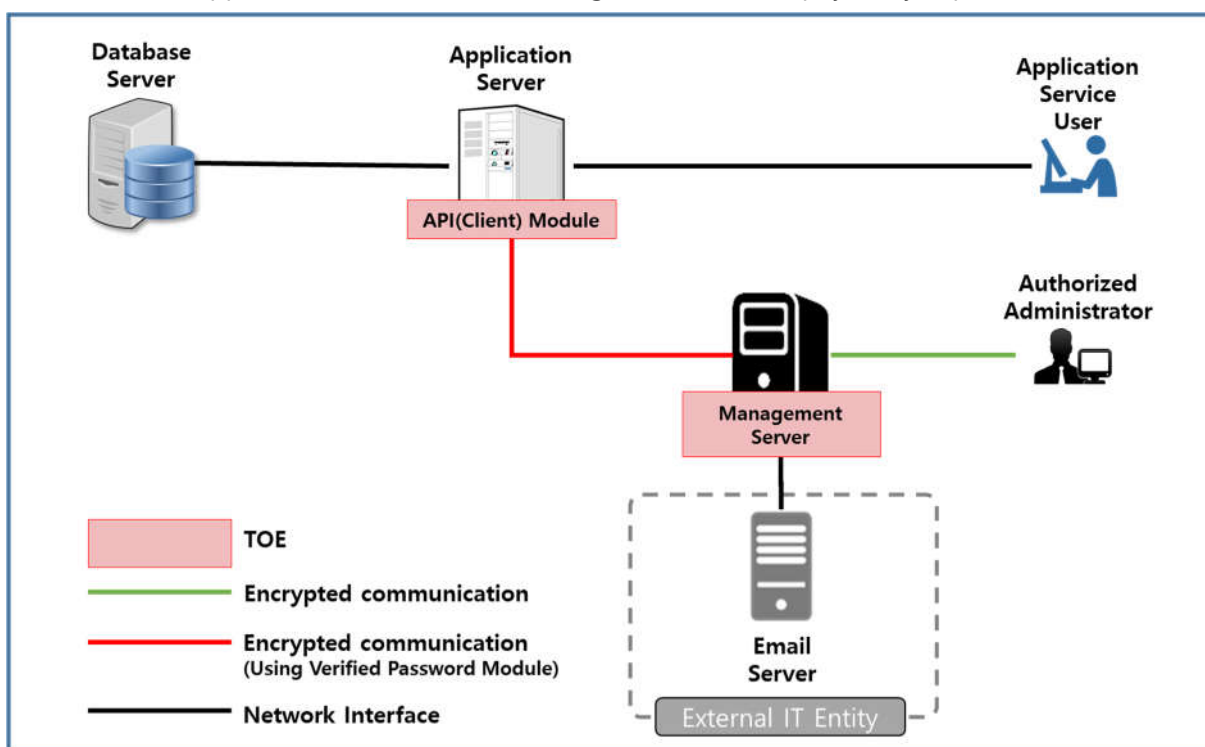 Database
Server
Application
Server
Application
Service
User
API(Client) Module
Authorized
Administrator
Management
Server
TOE
Encrypted communication
Encrypted communication
(Using Verified Password Module)
Network Interface
Email
Server
External IT Entity